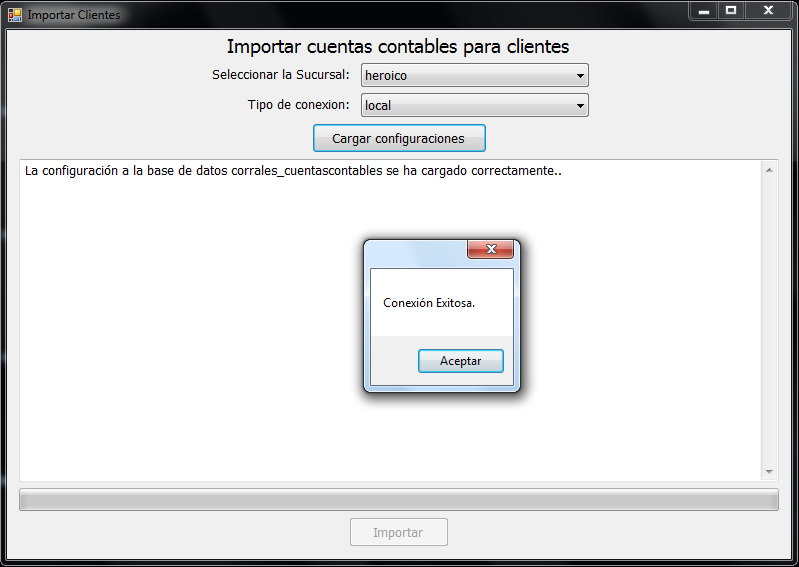 Importar Clientes
Importar cuentas contables para clientes
Seleccionar la Sucursal: heroico
Tipo de conexion: local
Cargar configuraciones
La configuración a la base de datos corrales_cuentascontables se ha cargado correctamente..
Conexión Exitosa.
Aceptar
Importar